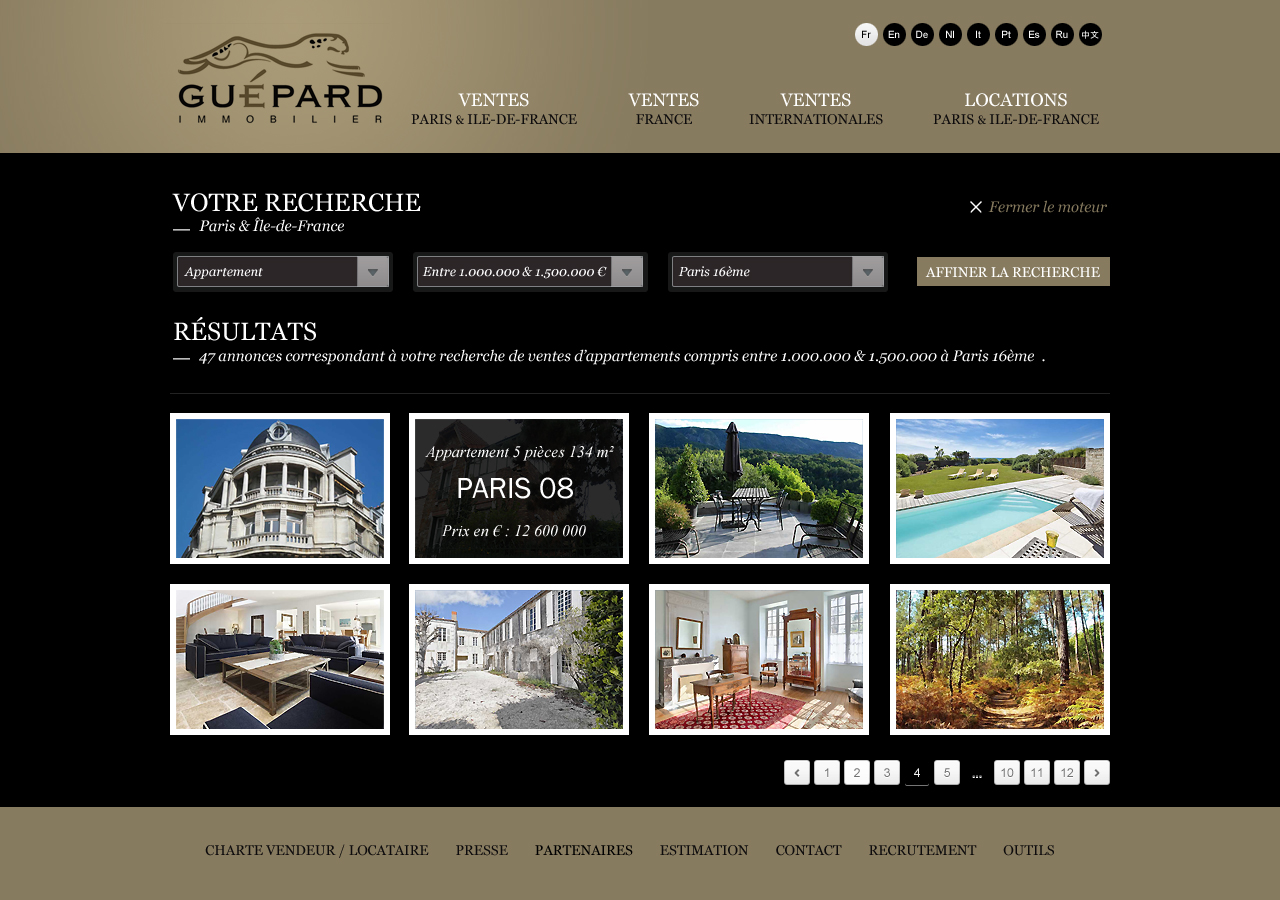 Fr En De Nl It Pt Es Ru 中文
GUÉPARD
IMMOBILIER
VENTES
PARIS & ILE-DE-FRANCE
VENTES
FRANCE
VENTES
INTERNATIONALES
LOCATIONS
PARIS & ILE-DE-FRANCE
VOTRE RECHERCHE
Paris & Île-de-France
Fermer le moteur
Appartement
Entre 1.000.000 & 1.500.000 €
Paris 16ème
AFFINER LA RECHERCHE
RÉSULTATS
47 annonces correspondant à votre recherche de ventes d’appartements compris entre 1.000.000 & 1.500.000 à Paris 16ème .
Appartement 5 pièces 134 m²
PARIS 08
Prix en € : 12 600 000
‹ 1 2 3 4 5 ... 10 11 12 ›
CHARTE VENDEUR / LOCATAIRE PRESSE PARTENAIRES ESTIMATION CONTACT RECRUTEMENT OUTILS